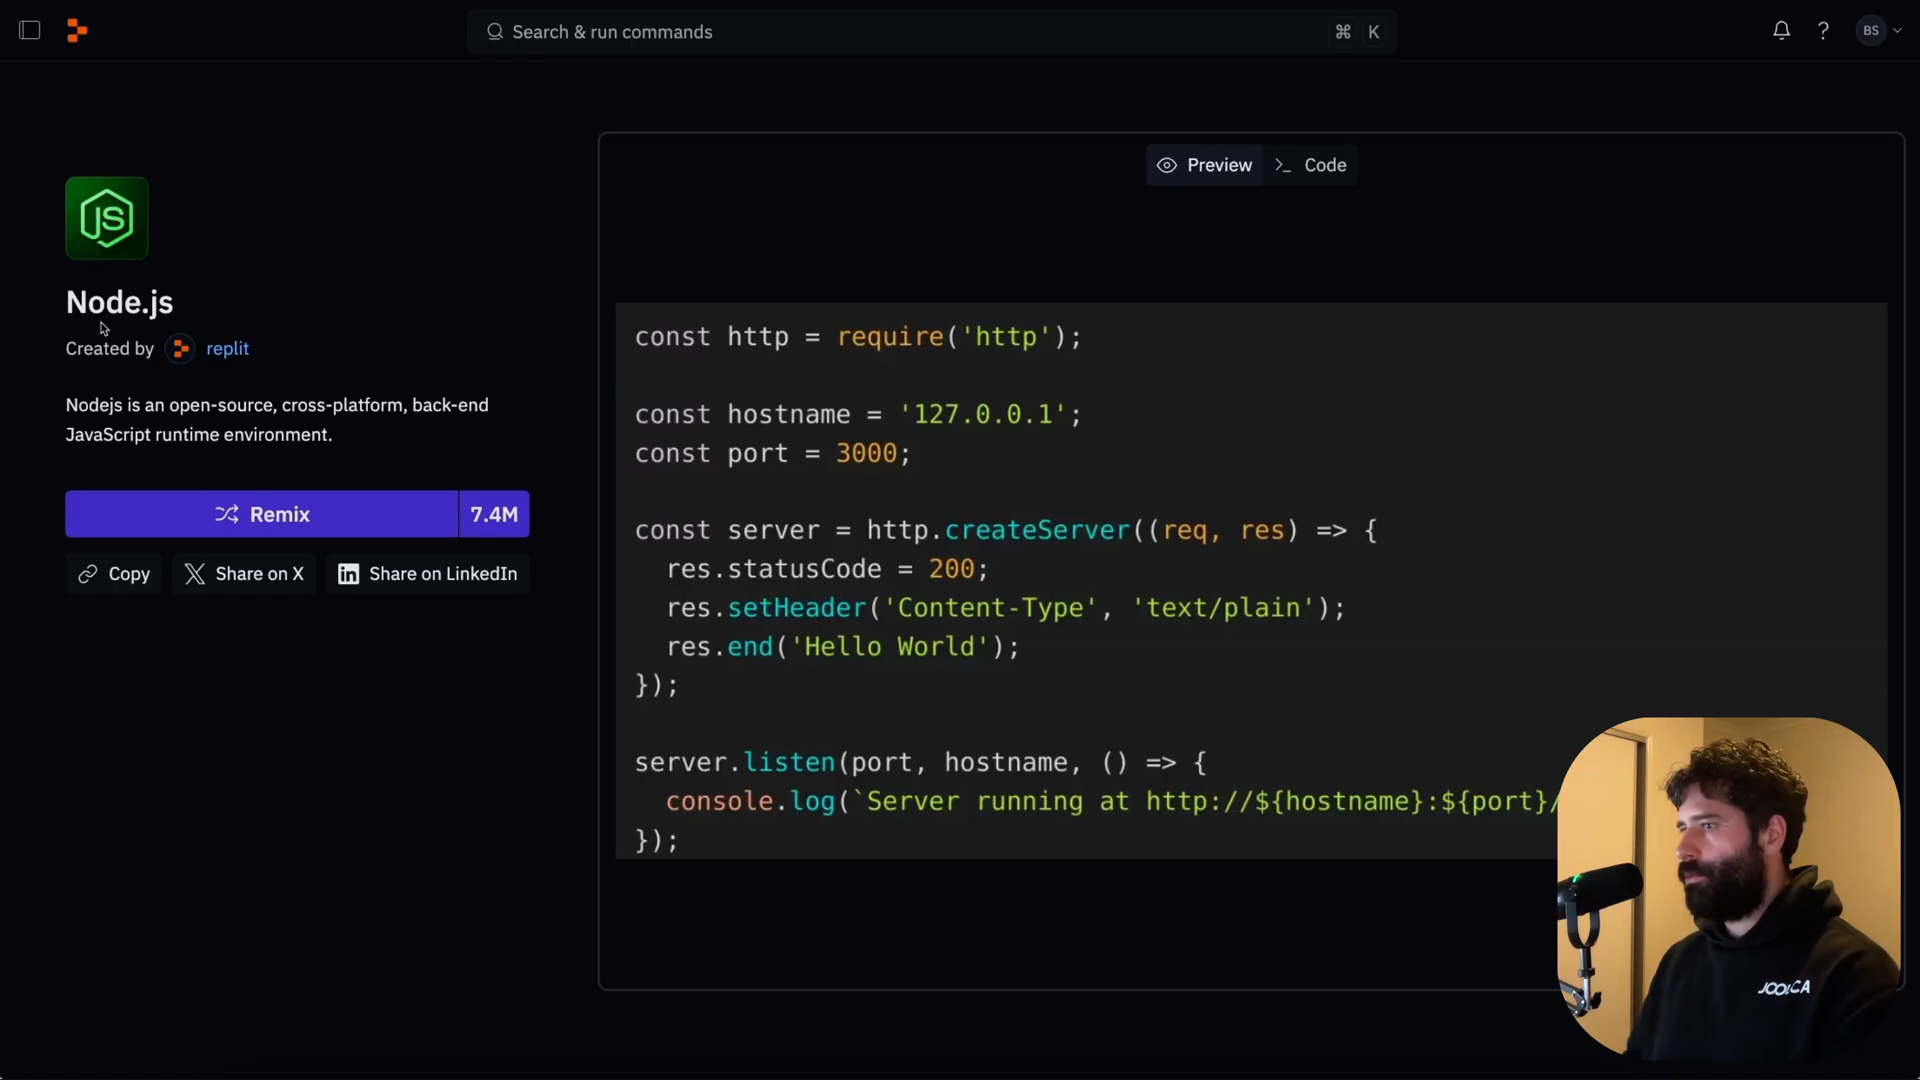 Search & run commands
⌘ K
?
BS
JS
Node.js
Created by replit
Nodejs is an open-source, cross-platform, back-end
JavaScript runtime environment.
Remix 7.4M
Copy
Share on X
in Share on LinkedIn
Preview
>_ Code
const http = require('http');
const hostname = '127.0.0.1';
const port = 3000;
const server = http.createServer((req, res) => {
res.statusCode = 200;
res.setHeader('Content-Type', 'text/plain');
res.end('Hello World');
});
server.listen(port, hostname, () => {
console.log(`Server running at http://${hostname}:${port}/
});